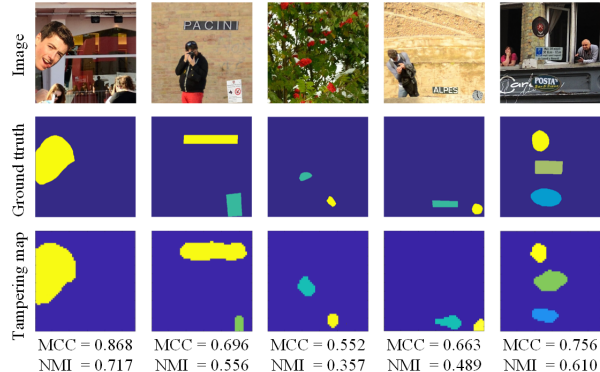 Image
PACINI
ALPES
POSTA
Ground ttruth
Tampering map
MCC = 0.868 MCC = 0.696 MCC = 0.552 MCC = 0.663 MCC = 0.756
NMI = 0.717 NMI = 0.556 NMI = 0.357 NMI = 0.489 NMI = 0.610